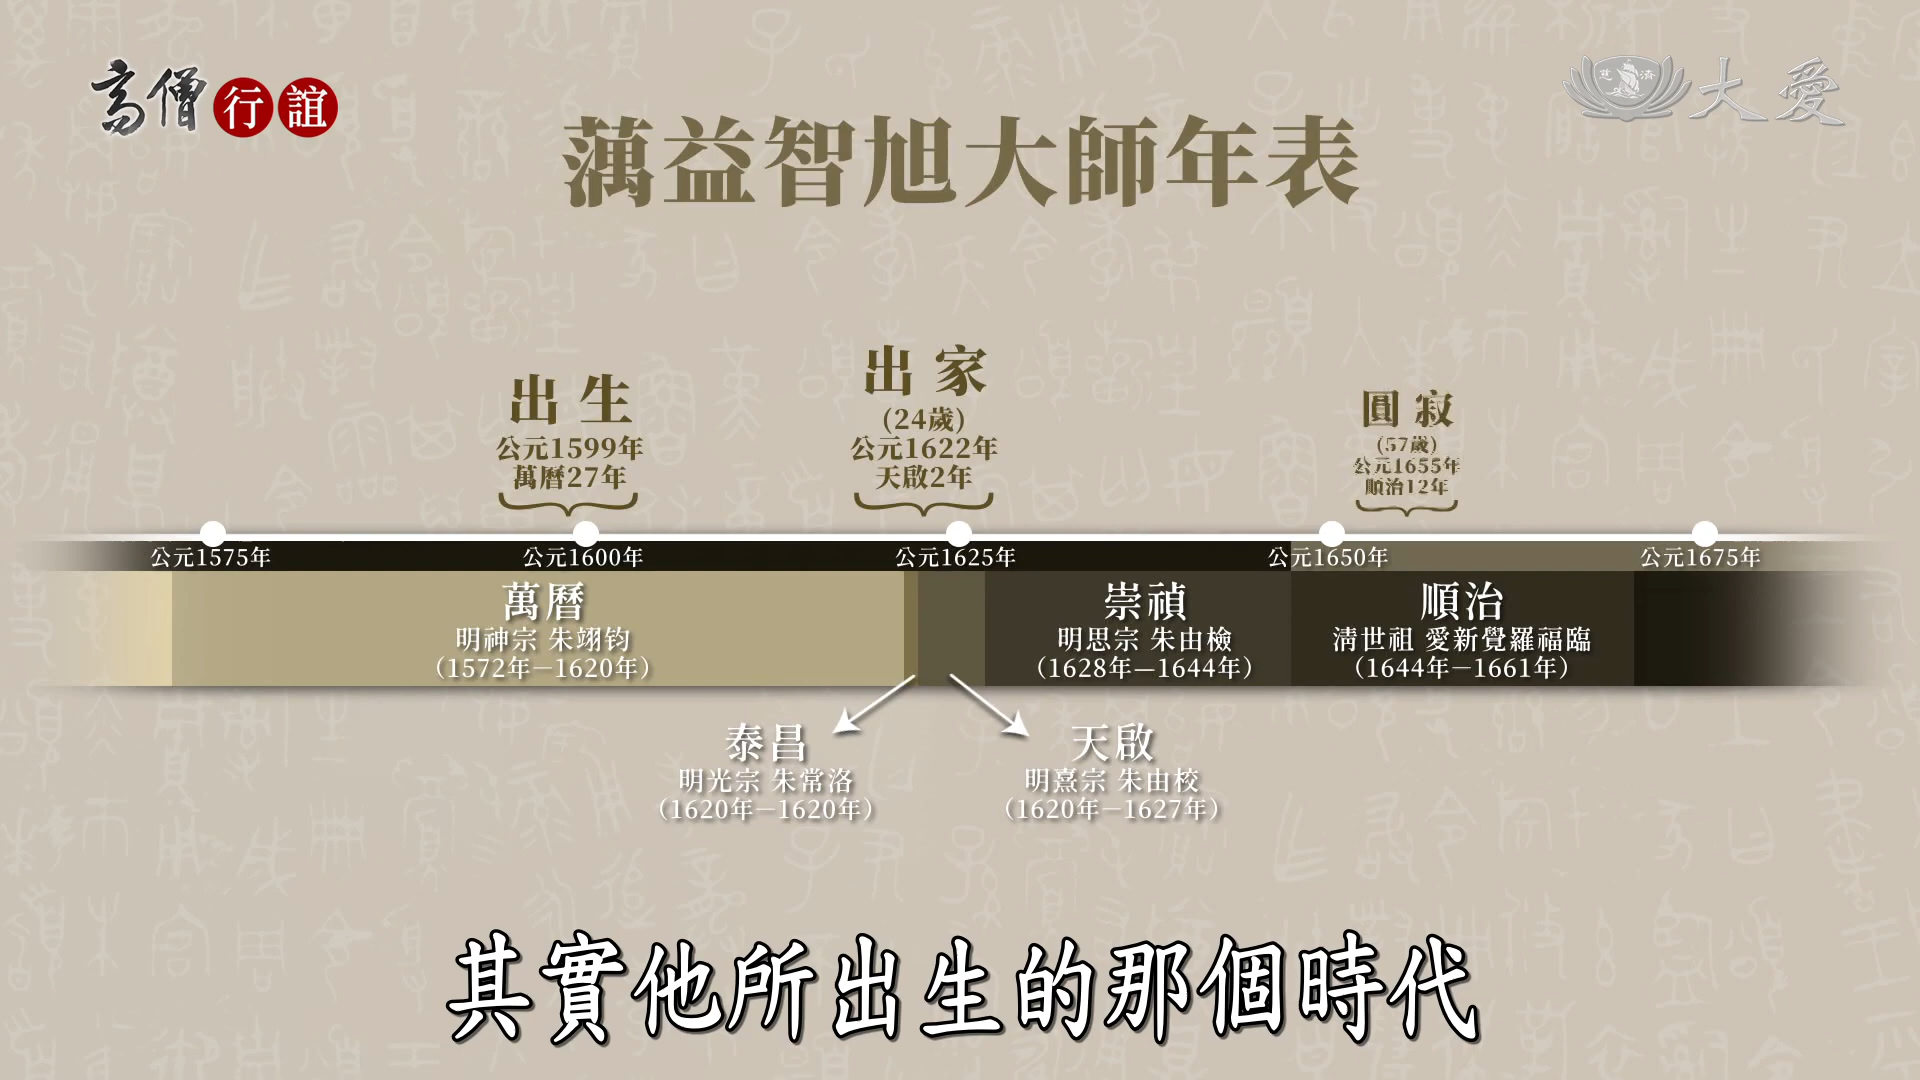 高僧行誼
慈濟
大愛
蕅益智旭大師年表
出生
公元1599年
萬曆27年
出家
(24歲)
公元1622年
天啟2年
圓寂
(57歲)
公元1655年
順治12年
公元1575年
公元1600年
公元1625年
公元1650年
公元1675年
萬曆
明神宗 朱翊鈞
(1572年—1620年)
崇禎
明思宗 朱由檢
(1628年—1644年)
順治
清世祖 愛新覺羅福臨
(1644年—1661年)
泰昌
明光宗 朱常洛
(1620年—1620年)
天啟
明熹宗 朱由校
(1620年—1627年)
其實他所出生的那個時代